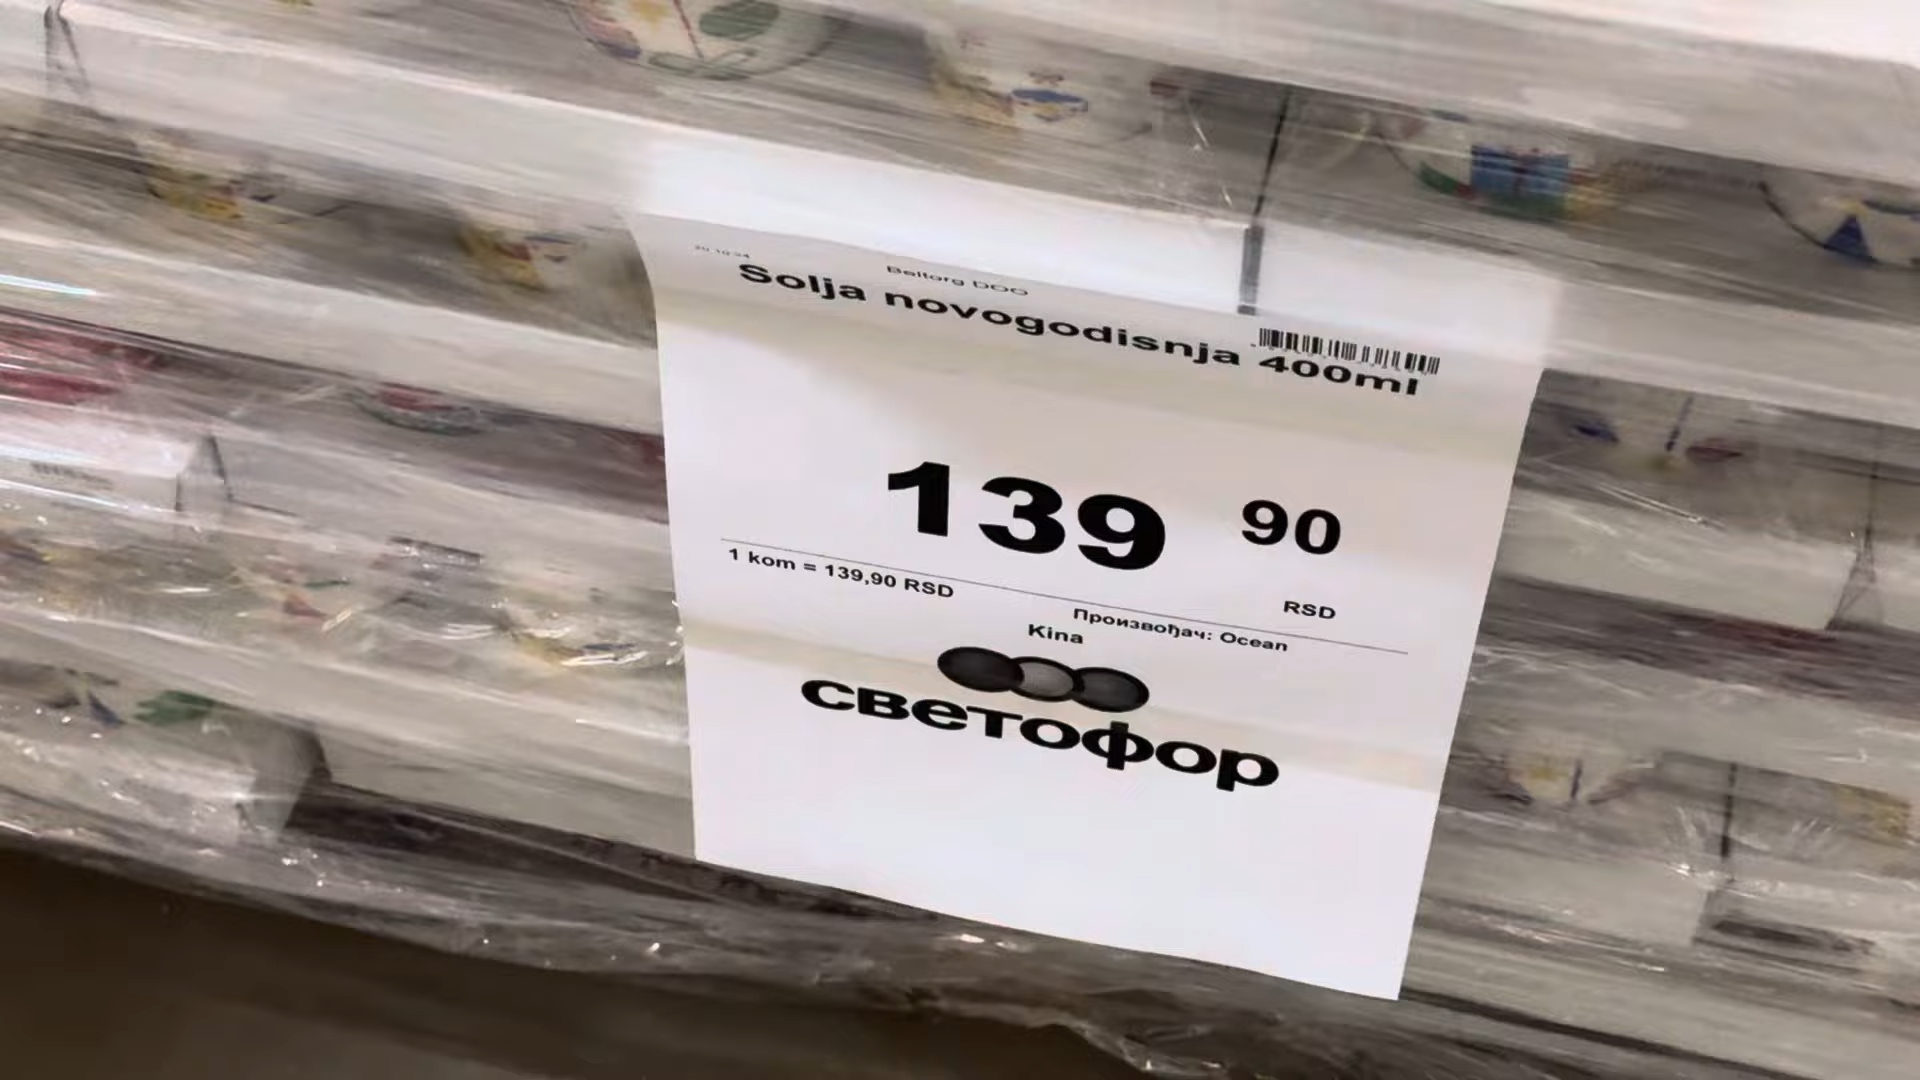 Beltorg DOO
Solja novogodisnja 400ml
139 90
1 kom = 139,90 RSD
RSD
Произвођач: Ocean
Kina
светофор